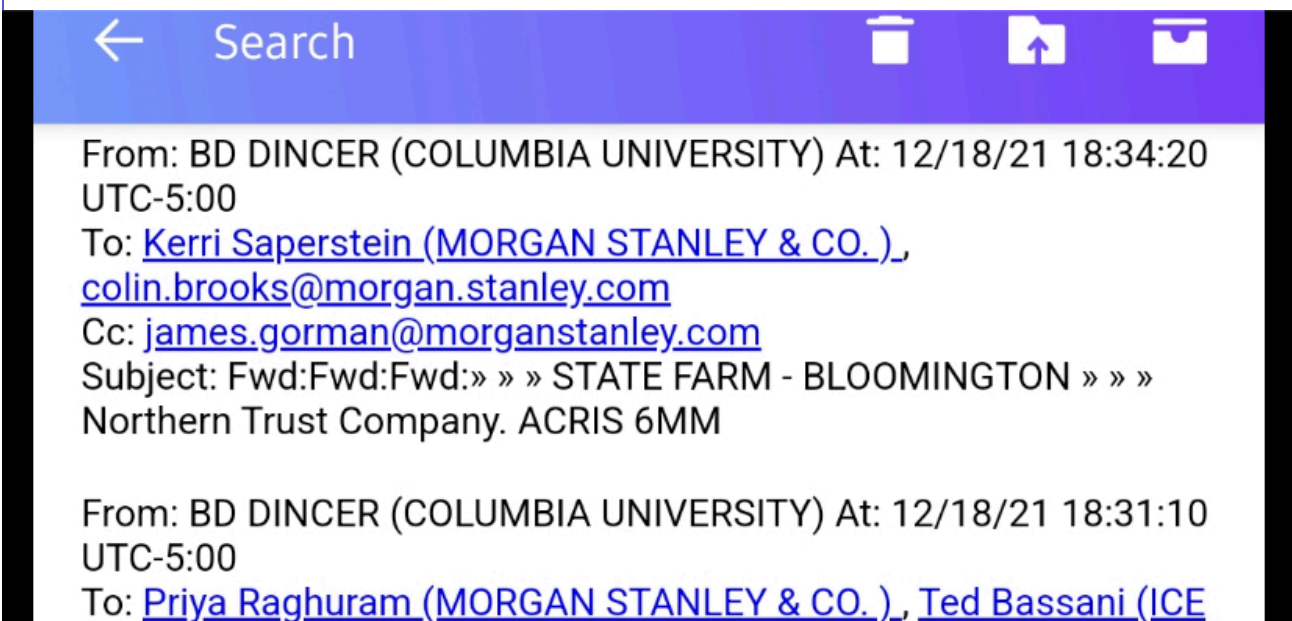 Search
From: BD DINCER (COLUMBIA UNIVERSITY) At: 12/18/21 18:34:20
UTC-5:00
To: Kerri Saperstein (MORGAN STANLEY & CO. ) ,
colin.brooks@morgan.stanley.com
Cc: james.gorman@morganstanley.com
Subject: Fwd:Fwd:Fwd:» » » STATE FARM - BLOOMINGTON » » »
Northern Trust Company. ACRIS 6MM
From: BD DINCER (COLUMBIA UNIVERSITY) At: 12/18/21 18:31:10
UTC-5:00
To: Priya Raghuram (MORGAN STANLEY & CO. ) , Ted Bassani (ICE